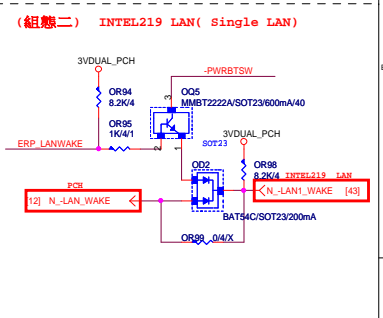 (組態二) INTEL219 LAN( Single LAN)
3VDUAL_PCH
-PWRBTSW
OR94
8.2K/4
3
OQ5
MMBT2222A/SOT23/600mA/40
OR95
1K/4/1
ERP_LANWAKE
2
1
SOT23
3VDUAL_PCH
OD2
OR98
8.2K/4
INTEL219 LAN
PCH
12] N_-LAN_WAKE
N_-LAN1_WAKE [43]
BAT54C/SOT23/200mA
OR99 0/4/X